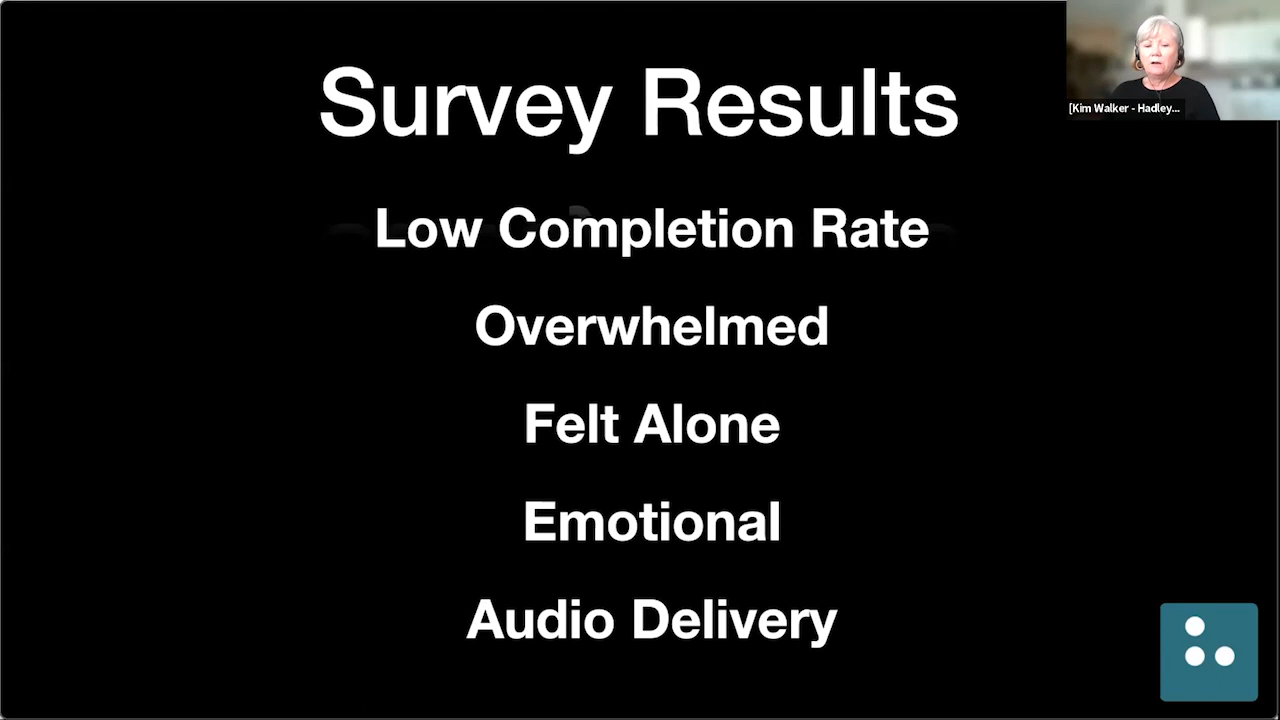 Survey Results
[Kim Walker - Hadley...
Low Completion Rate
Overwhelmed
Felt Alone
Emotional
Audio Delivery